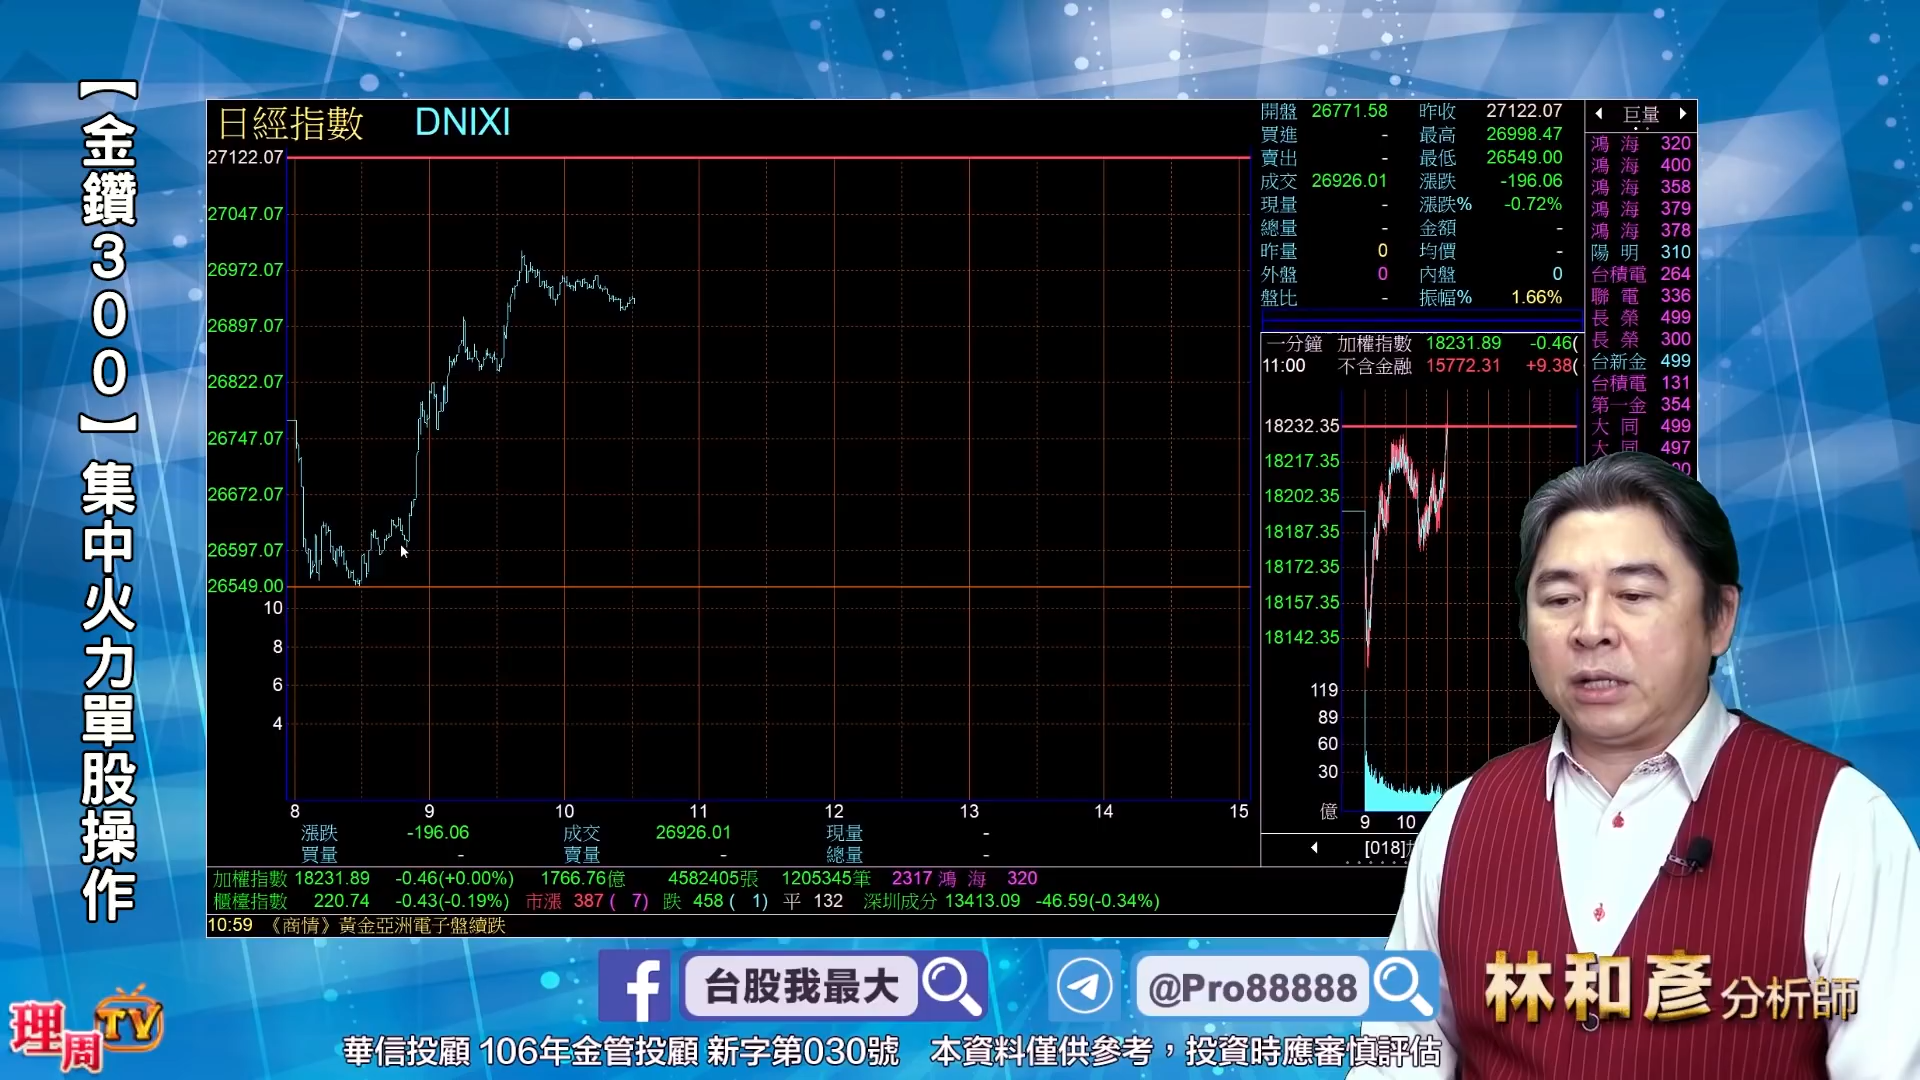 【金鑽300】集中火力單股操作
日經指數 DNIXI
27122.07
27047.07
26972.07
26897.07
26822.07
26747.07
26672.07
26597.07
26549.00
10
8
6
4
8 9 10 11 12 13 14 15
漲跌 -196.06 成交 26926.01 現量 -
買量 - 賣量 - 總量 -
開盤 26771.58 昨收 27122.07
買進 - 最高 26998.47
賣出 - 最低 26549.00
成交 26926.01 漲跌 -196.06
現量 - 漲跌% -0.72%
總量 - 金額 -
昨量 0 均價 -
外盤 0 內盤 0
盤比 - 振幅% 1.66%
一分鐘 加權指數 18231.89 -0.46(
11:00 不含金融 15772.31 +9.38(
18232.35
18217.35
18202.35
18187.35
18172.35
18157.35
18142.35
119
89
60
30
億
9 10
[018]
巨量
鴻海 320
鴻海 400
鴻海 358
鴻海 379
鴻海 378
陽明 310
台積電 264
聯電 336
長榮 499
長榮 300
台新金 499
台積電 131
第一金 354
大同 499
大同 497
加權指數 18231.89 -0.46(+0.00%) 1766.76億 4582405張 1205345筆 2317 鴻海 320
櫃檯指數 220.74 -0.43(-0.19%) 市漲 387( 7) 跌 458( 1) 平 132 深圳成分 13413.09 -46.59(-0.34%)
10:59 《商情》黃金亞洲電子盤續跌
f 台股我最大 @Pro88888
林和彥分析師
理周TV
華信投顧 106年金管投顧 新字第030號 本資料僅供參考，投資時應審慎評估